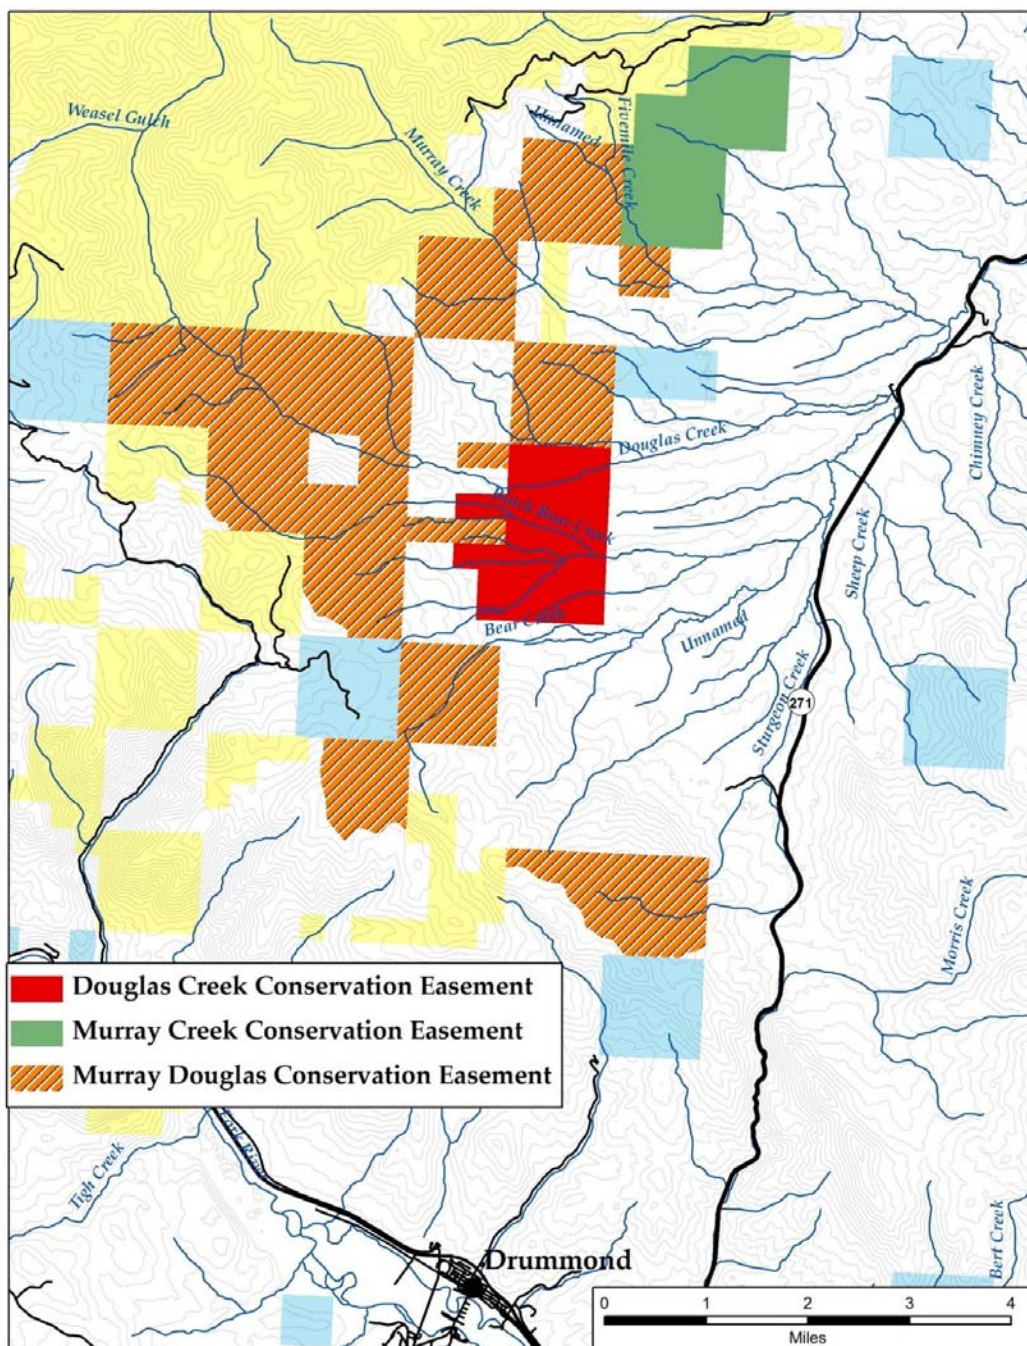 Weasel Gulch
Murray Creek
Unnamed
Fivemile Creek
Chimney Creek
Douglas Creek
Black Bear Creek
Sheep Creek
Bear Creek
Unnamed
Sturgeon Creek
271
Morris Creek
Douglas Creek Conservation Easement
Murray Creek Conservation Easement
Murray Douglas Conservation Easement
Fork River
Tigh Creek
Bert Creek
Drummond
0 1 2 3 4
Miles